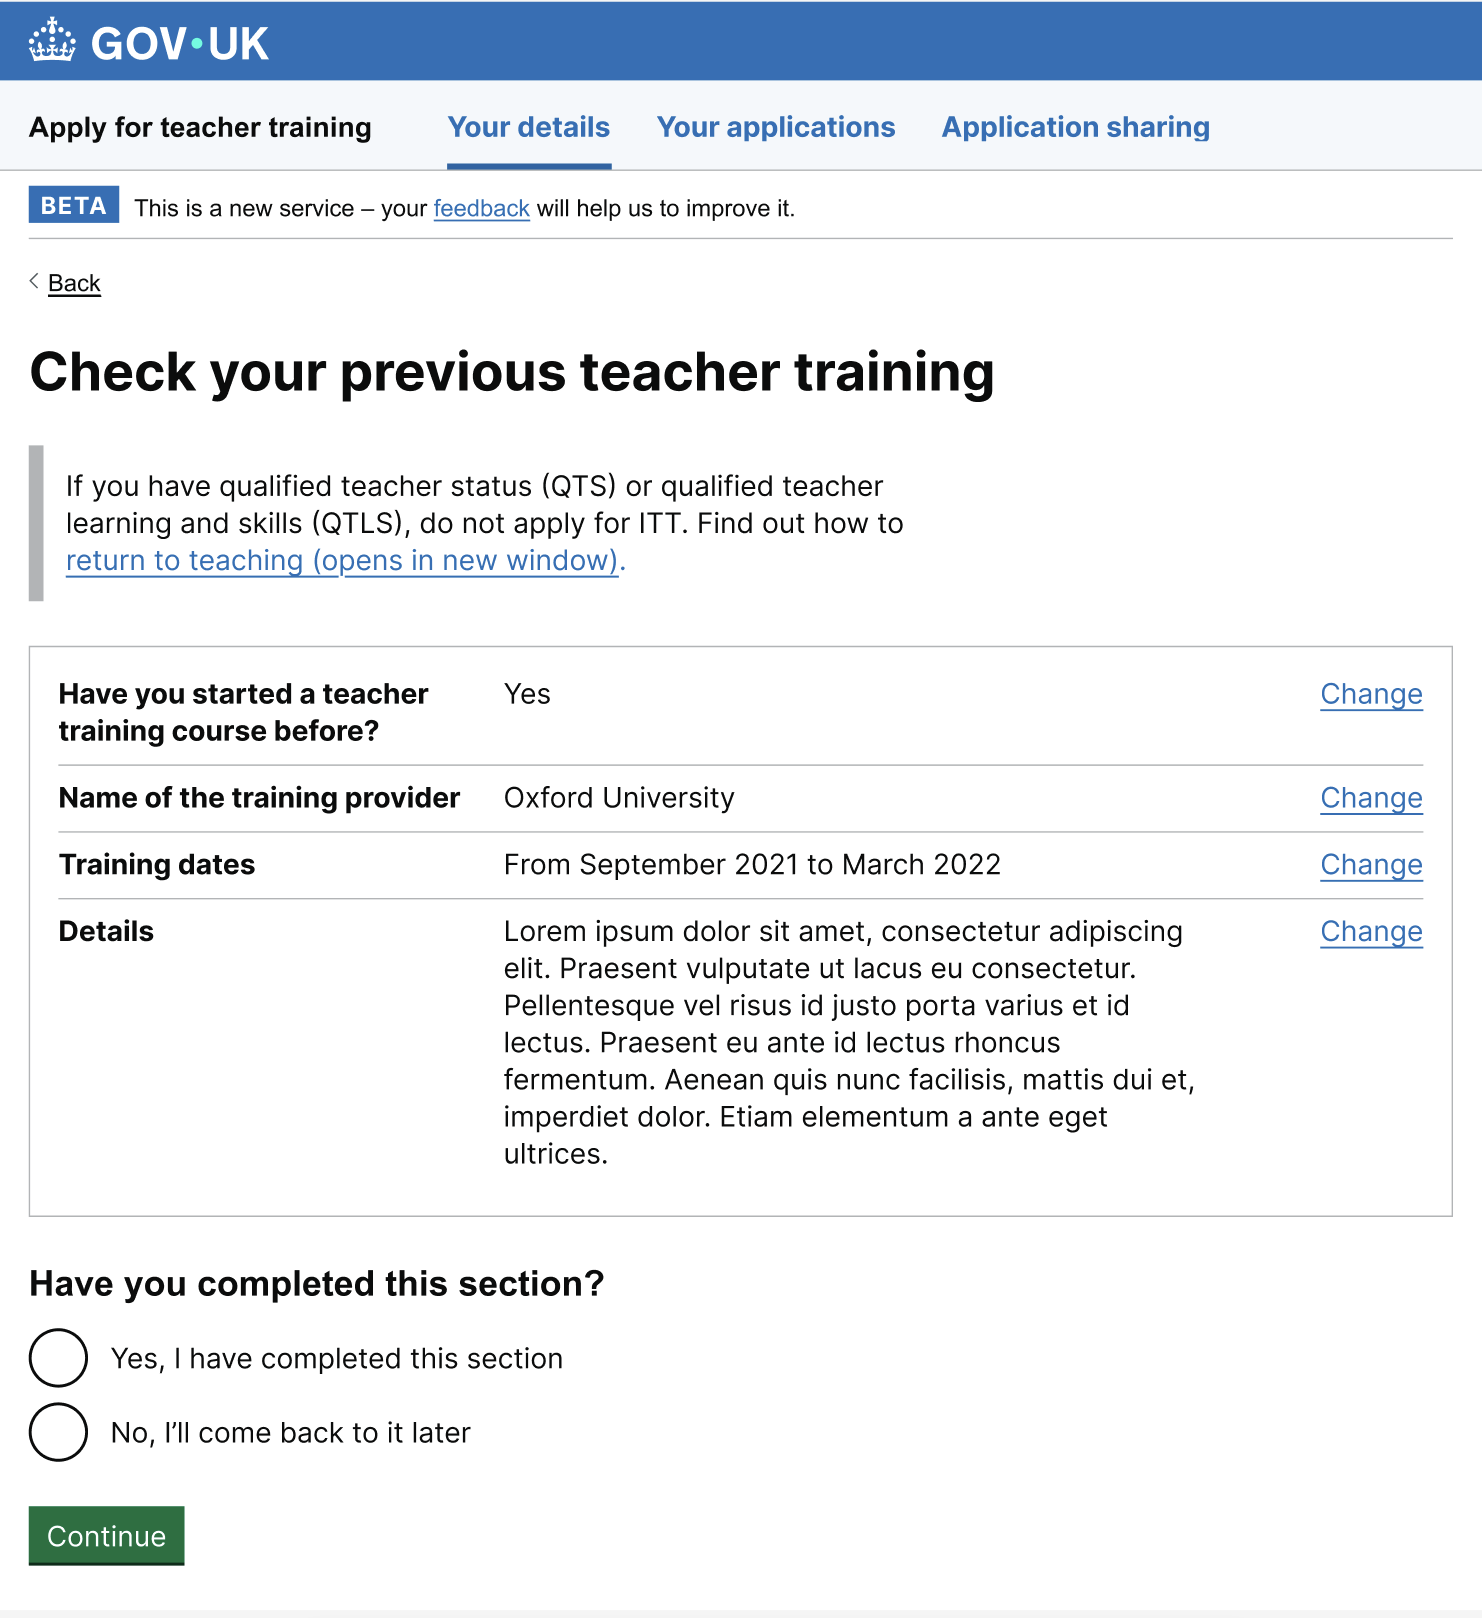 GOV·UK
Apply for teacher training Your details Your applications Application sharing
BETA This is a new service – your feedback will help us to improve it.
Back
Check your previous teacher training
If you have qualified teacher status (QTS) or qualified teacher
learning and skills (QTLS), do not apply for ITT. Find out how to
return to teaching (opens in new window).
Have you started a teacher
training course before?
Yes
Change
Name of the training provider
Oxford University
Change
Training dates
From September 2021 to March 2022
Change
Details
Lorem ipsum dolor sit amet, consectetur adipiscing
elit. Praesent vulputate ut lacus eu consectetur.
Pellentesque vel risus id justo porta varius et id
lectus. Praesent eu ante id lectus rhoncus
fermentum. Aenean quis nunc facilisis, mattis dui et,
imperdiet dolor. Etiam elementum a ante eget
ultrices.
Change
Have you completed this section?
Yes, I have completed this section
No, I’ll come back to it later
Continue